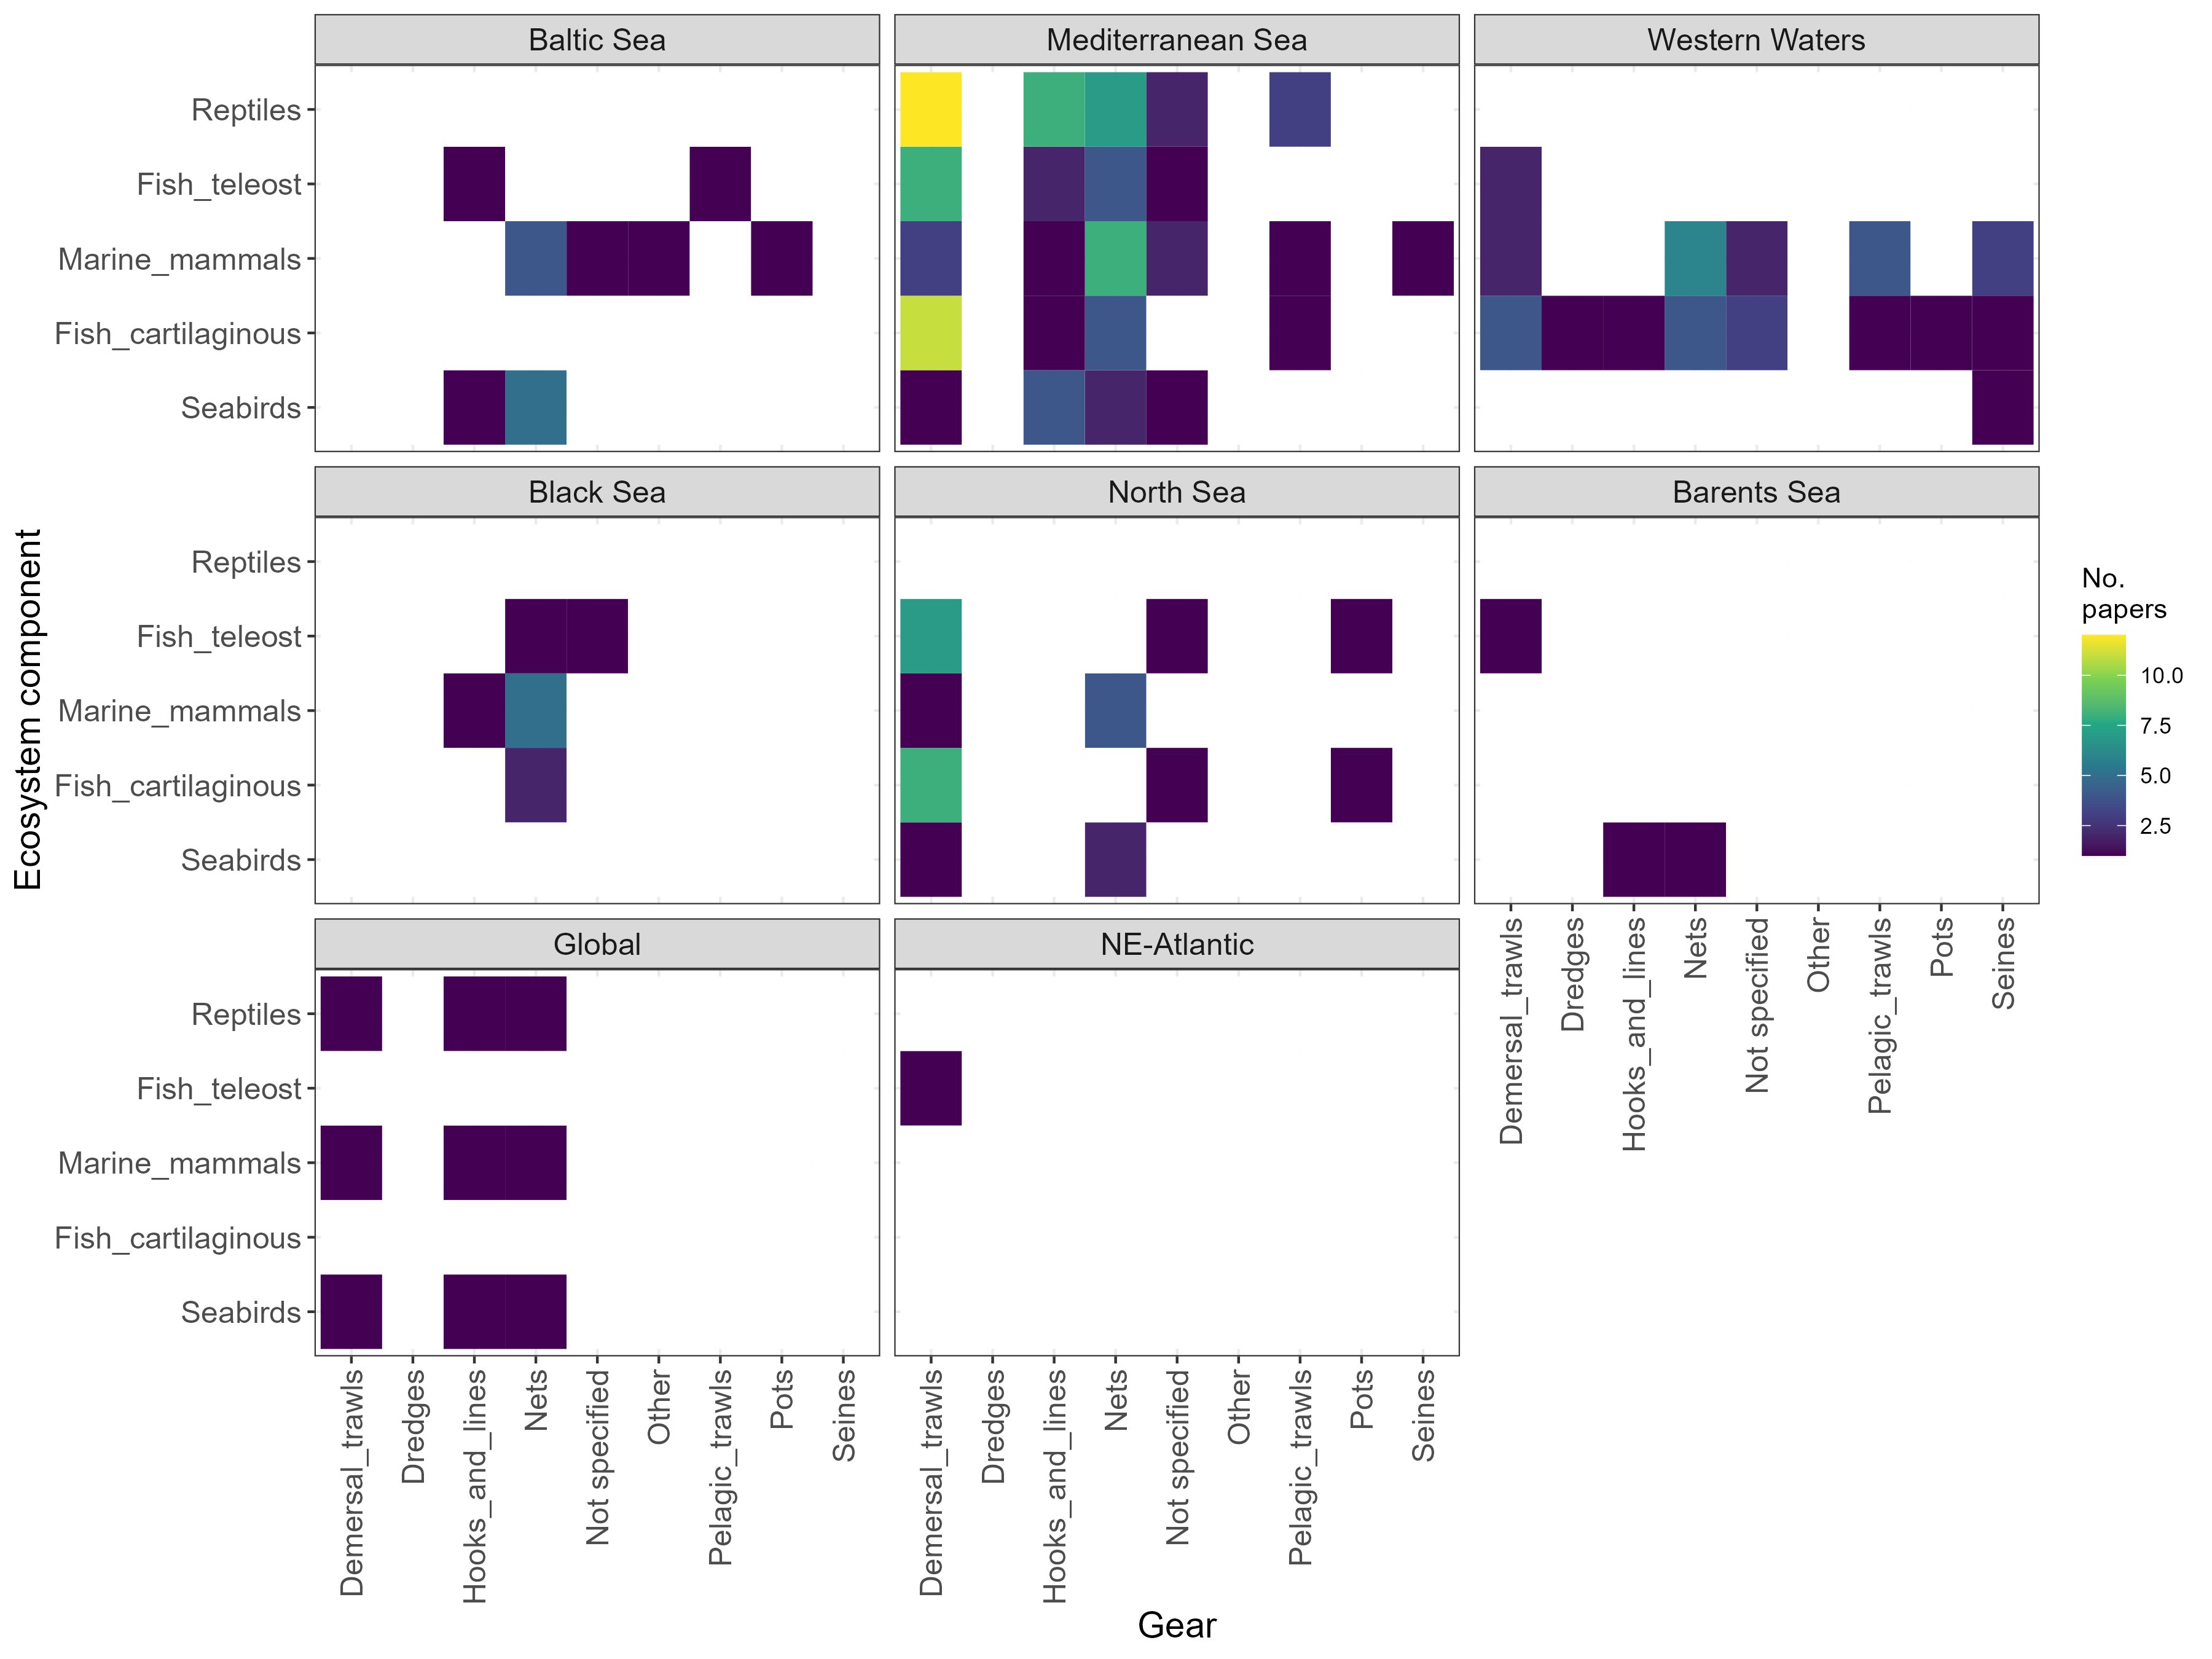 Baltic Sea
Mediterranean Sea
Western Waters
Reptiles
Fish_teleost
Marine_mammals
Fish_cartilaginous
Seabirds
Black Sea
North Sea
Barents Sea
Reptiles
Fish_teleost
Marine_mammals
Fish_cartilaginous
Seabirds
Ecosystem component
No.
papers
10.0
7.5
5.0
2.5
Demersal_trawls
Dredges
Hooks_and_lines
Nets
Not specified
Other
Pelagic_trawls
Pots
Seines
Global
NE-Atlantic
Reptiles
Fish_teleost
Marine_mammals
Fish_cartilaginous
Seabirds
Demersal_trawls
Dredges
Hooks_and_lines
Nets
Not specified
Other
Pelagic_trawls
Pots
Seines
Demersal_trawls
Dredges
Hooks_and_lines
Nets
Not specified
Other
Pelagic_trawls
Pots
Seines
Gear